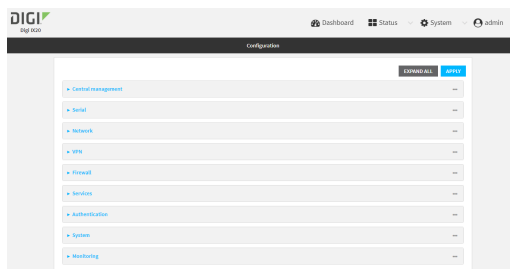 DIGI
Digi IX20
Dashboard
Status
System
admin
Configuration
EXPAND ALL
APPLY
Central management
Serial
Network
VPN
Firewall
Services
Authentication
System
Monitoring